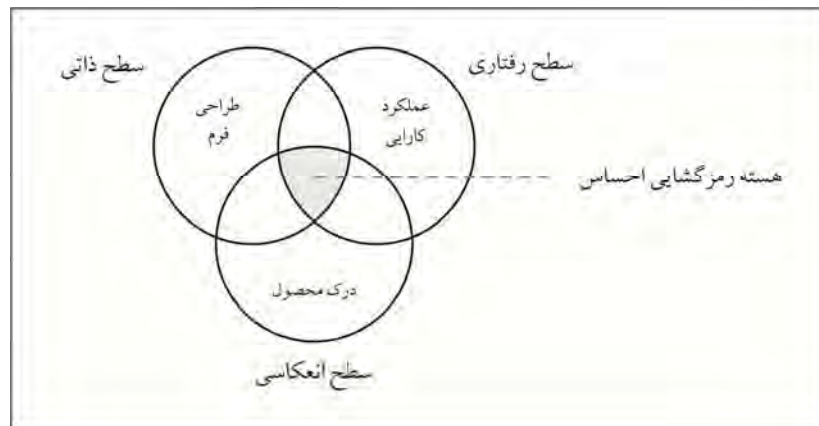 سطح رفتاری
سطح ذاتی
عملکرد
کارایی
طراحی
فرم
هسته رمزگشایی احساس
درک محصول
سطح انعکاسی